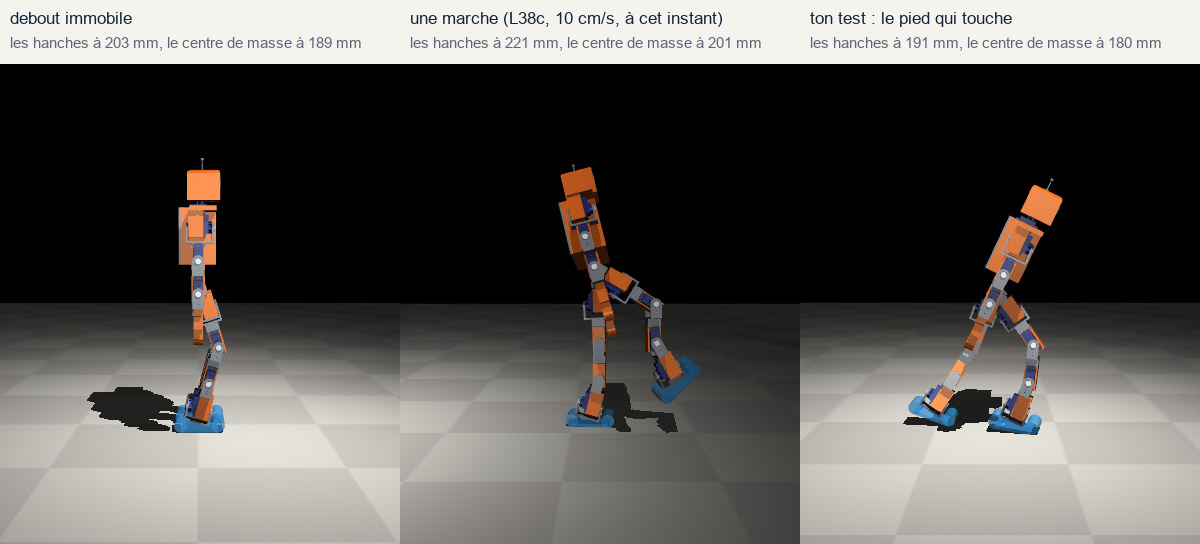 debout immobile
les hanches à 203 mm, le centre de masse à 189 mm
une marche (L38c, 10 cm/s, à cet instant)
les hanches à 221 mm, le centre de masse à 201 mm
ton test : le pied qui touche
les hanches à 191 mm, le centre de masse à 180 mm